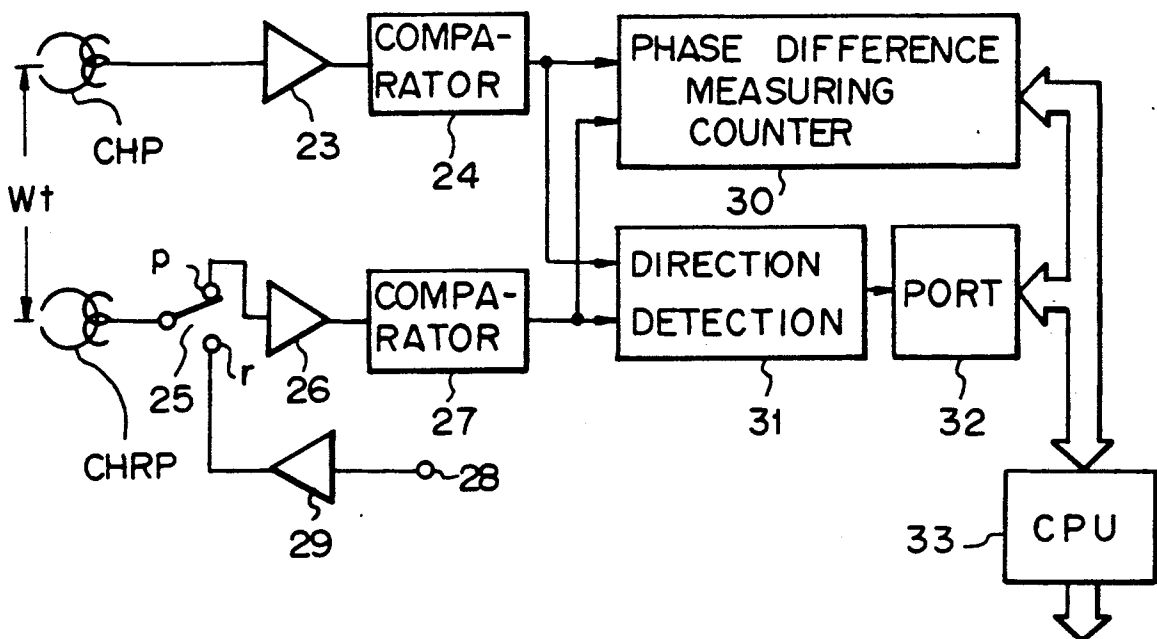 COMPA-
RATOR
PHASE DIFFERENCE
MEASURING
COUNTER
CHP
23
24
30
Wt
p
r
25
26
COMPA-
RATOR
27
DIRECTION
DETECTION
31
PORT
32
CHRP
29
28
33
CPU